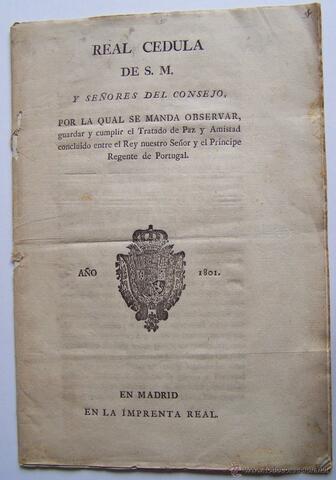 REAL CEDULA
DE S. M.
Y SEÑORES DEL CONSEJO,
POR LA QUAL SE MANDA OBSERVAR,
guardar y cumplir el Tratado de Paz y Amistad
concluido entre el Rey nuestro Señor y el Príncipe
Regente de Portugal.
AÑO 1801.
EN MADRID
EN LA IMPRENTA REAL.